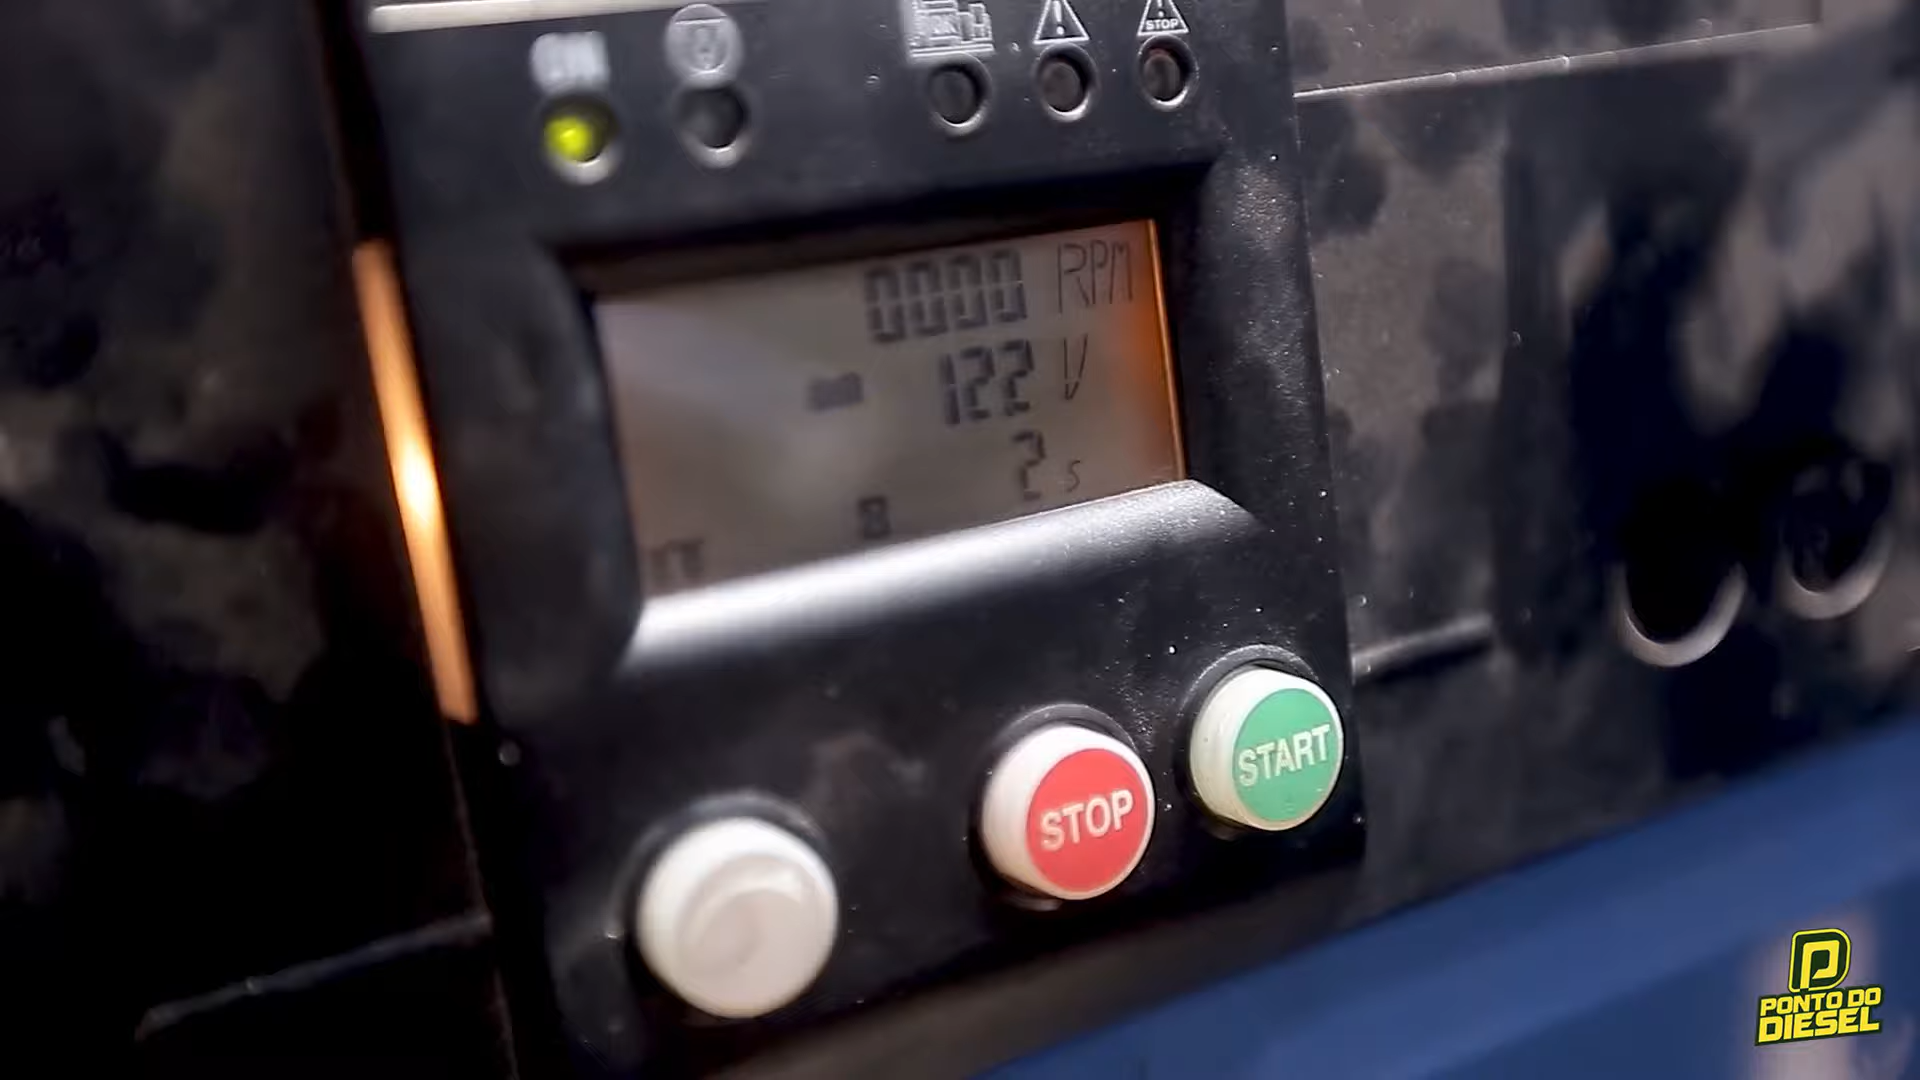 ON
STOP
0000 RPM
122 V
2 s
STOP
START
PONTO DO
DIESEL